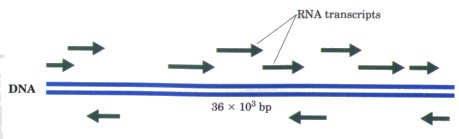 RNA transcripts
DNA
36 × 10³ bp